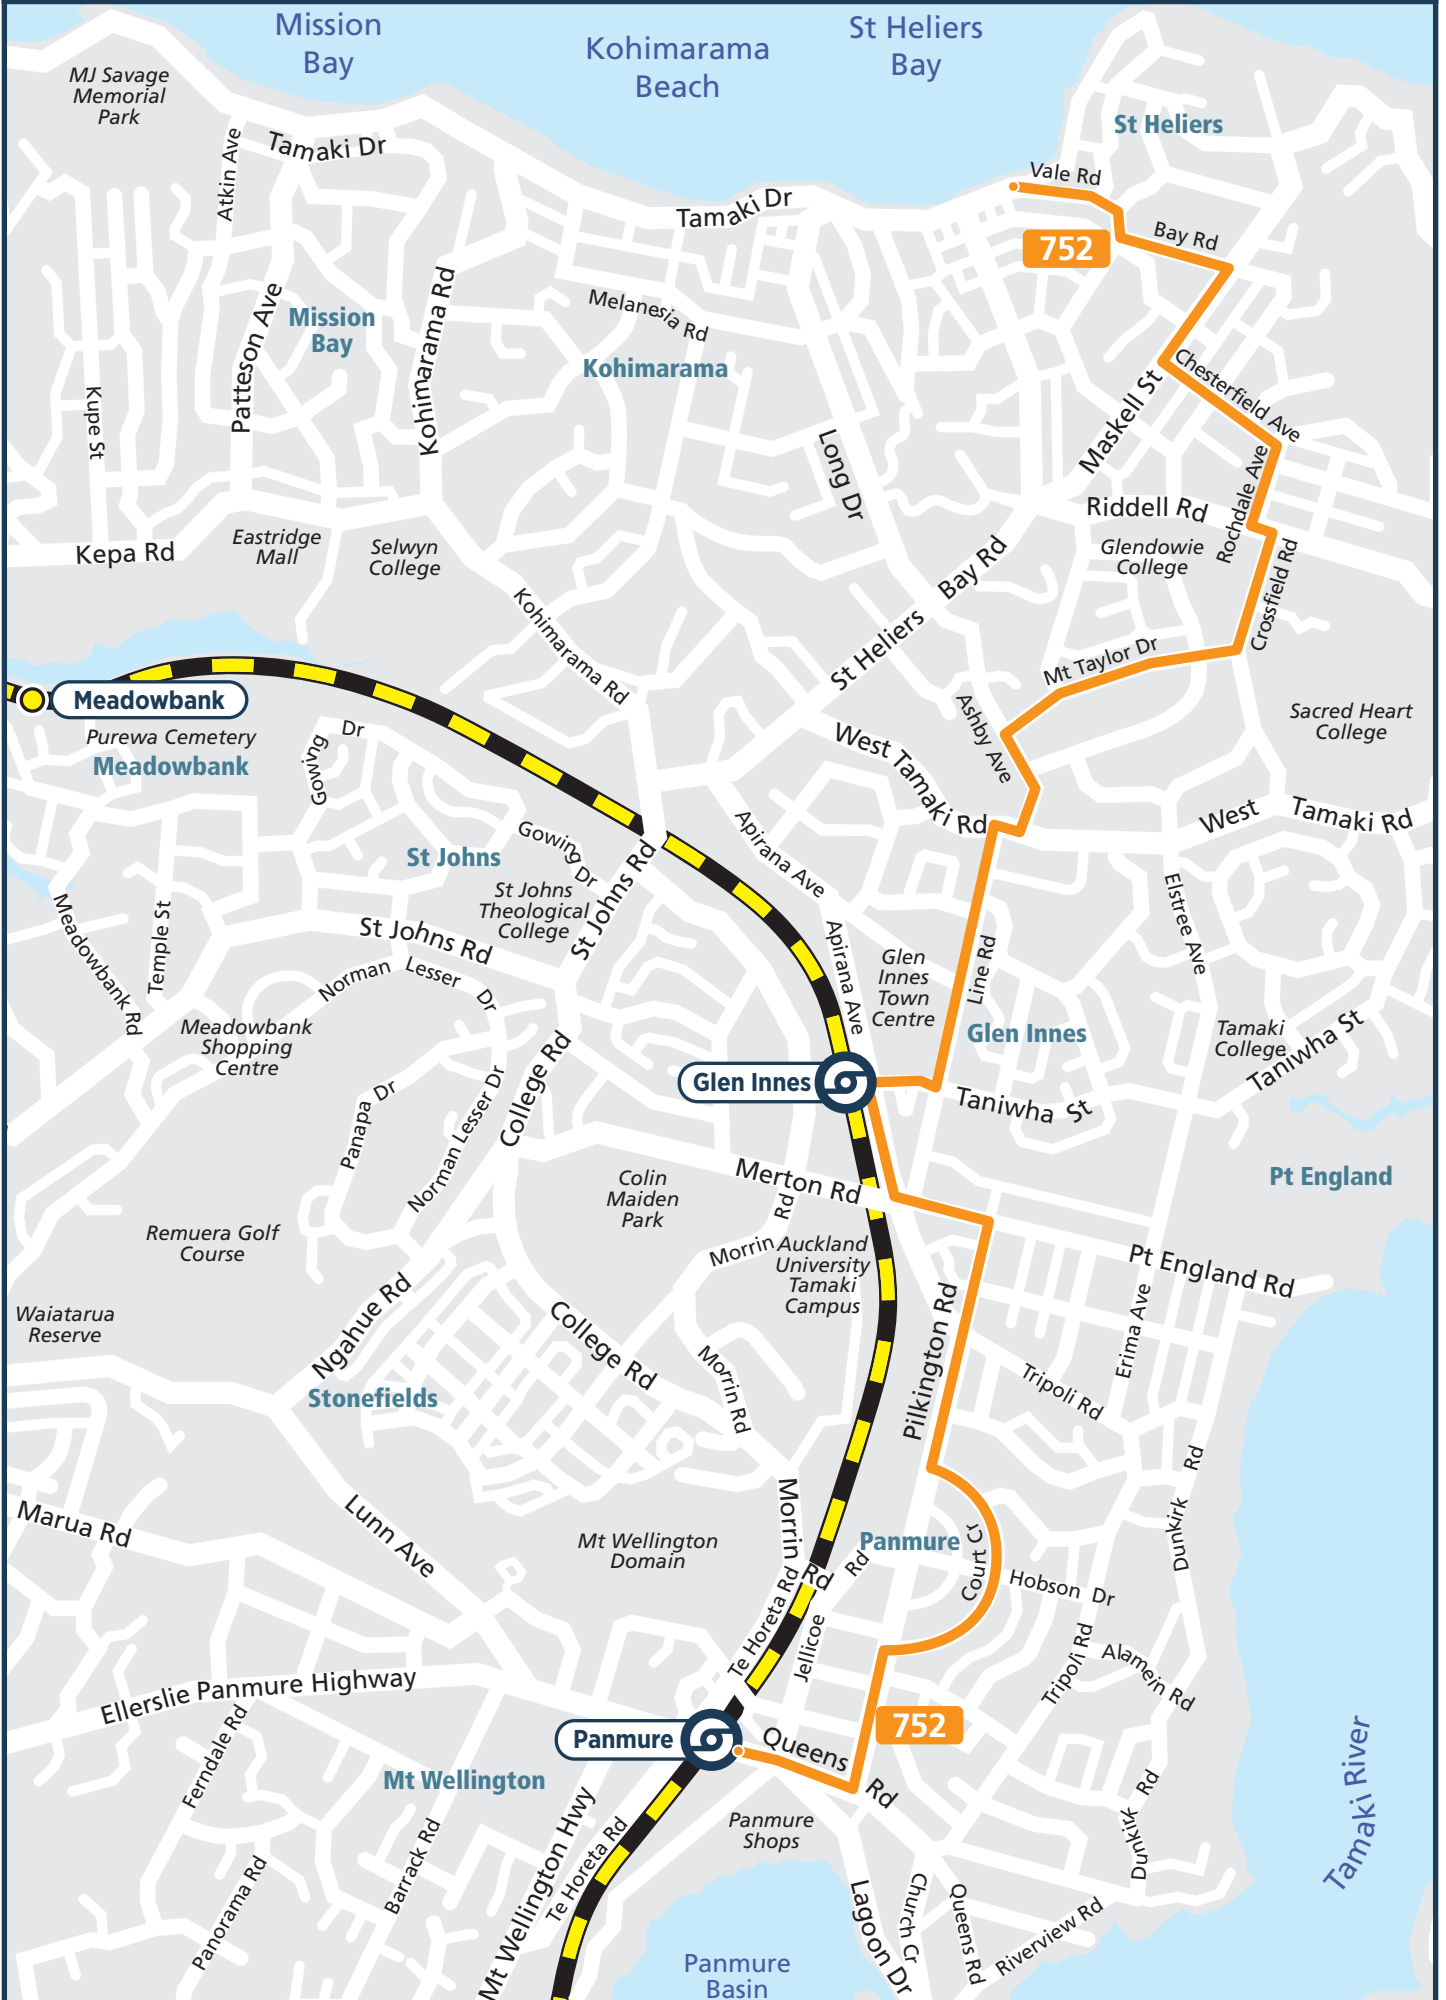 Mission
Bay
Kohimarama
Beach
St Heliers
Bay
MJ Savage
Memorial
Park
St Heliers
Atkin Ave
Tamaki Dr
Vale Rd
Tamaki Dr
Bay Rd
752
Patteson Ave
Kohimarama Rd
Mission
Bay
Melanesia Rd
Kohimarama
Chesterfield Ave
Kupe St
Maskell St
Long Dr
Rochdale Ave
Riddell Rd
Eastridge
Mall
Selwyn
College
Kepa Rd
Glendowie
College
Crossfield Rd
St Heliers Bay Rd
Kohimarama Rd
Mt Taylor Dr
Meadowbank
Purewa Cemetery
Meadowbank
Gowing Dr
Ashby Ave
Sacred Heart
College
West Tamaki Rd
West Tamaki Rd
Apirana Ave
Gowing Dr
St Johns
St Johns
Theological
College
St Johns Rd
Meadowbank Rd
Temple St
St Johns Rd
Elstree Ave
Apirana Ave
Glen
Innes
Town
Centre
Line Rd
Norman Lesser Dr
Meadowbank
Shopping
Centre
Glen Innes
Tamaki
College
Taniwha St
College Rd
Glen Innes
Taniwha St
Panapa Dr
Norman Lesser Dr
Merton Rd
Pt England
Colin
Maiden
Park
Morrin Rd
Remuera Golf
Course
Auckland
University
Tamaki
Campus
Pt England Rd
Waiatarua
Reserve
Ngahue Rd
College Rd
Pilkington Rd
Erima Ave
Stonefields
Morrin Rd
Tripoli Rd
Marua Rd
Lunn Ave
Morrin Rd
Dunkirk Rd
Mt Wellington
Domain
Panmure
Court Cr
Hobson Dr
Te Horeta Rd
Jellicoe Rd
Tripoli Rd
Alamein Rd
Ellerslie Panmure Highway
752
Panmure
Queens Rd
Ferndale Rd
Mt Wellington
Tamaki River
Panmure
Shops
Dunkirk Rd
Barrack Rd
Mt Wellington Hwy
Te Horeta Rd
Panorama Rd
Lagoon Dr
Church Cr
Queens Rd
Riverview Rd
Panmure
Basin